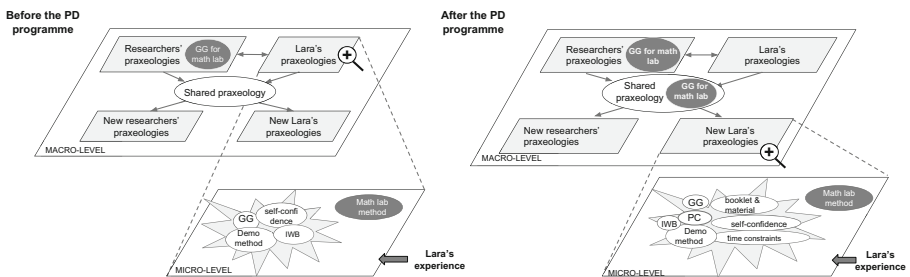 Before the PD
programme
Researchers'
praxeologies
GG for
math lab
Lara's
praxeologies
Shared praxeology
New researchers'
praxeologies
New Lara's
praxeologies
MACRO-LEVEL
GG
self-confi
dence
Demo
method
IWB
Math lab
method
Lara's
experience
MICRO-LEVEL
After the PD
programme
Researchers'
praxeologies
GG for math
lab
Lara's
praxeologies
Shared
praxeology
GG for
math lab
New researchers'
praxeologies
New Lara's
praxeologies
MACRO-LEVEL
GG
booklet &
material
IWB
PC
self-confidence
Demo
method
time constraints
Math lab
method
Lara's
experience
MICRO-LEVEL